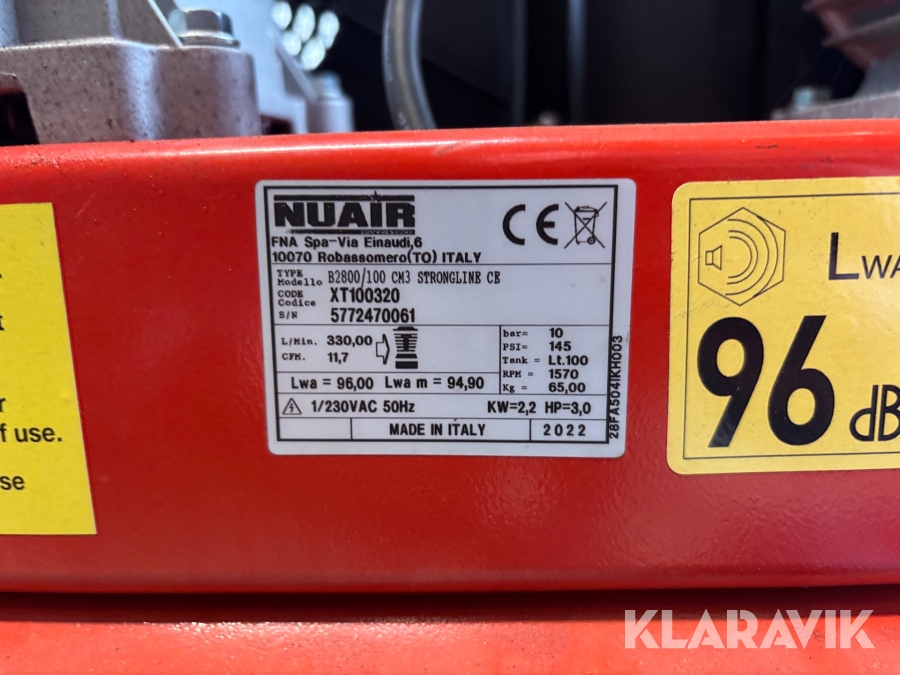 NUAIR
CE
FNA Spa-Via Einaudi,6
10070 Robassomero(TO) ITALY
TYPE
Modello B2800/100 CM3 STRONGLINE CE
CODE
Codice XT100320
S/N 5772470061
L/Min. 330,00
CFM. 11,7
bar= 10
PSI= 145
Tank = Lt.100
RPM = 1570
Kg = 65,00
Lwa = 96,00 Lwa m = 94,90
1/230VAC 50Hz KW=2,2 HP=3,0
MADE IN ITALY 2022
28FA504IKH003
f use.
se
LWA
96 dB
KLARAVIK